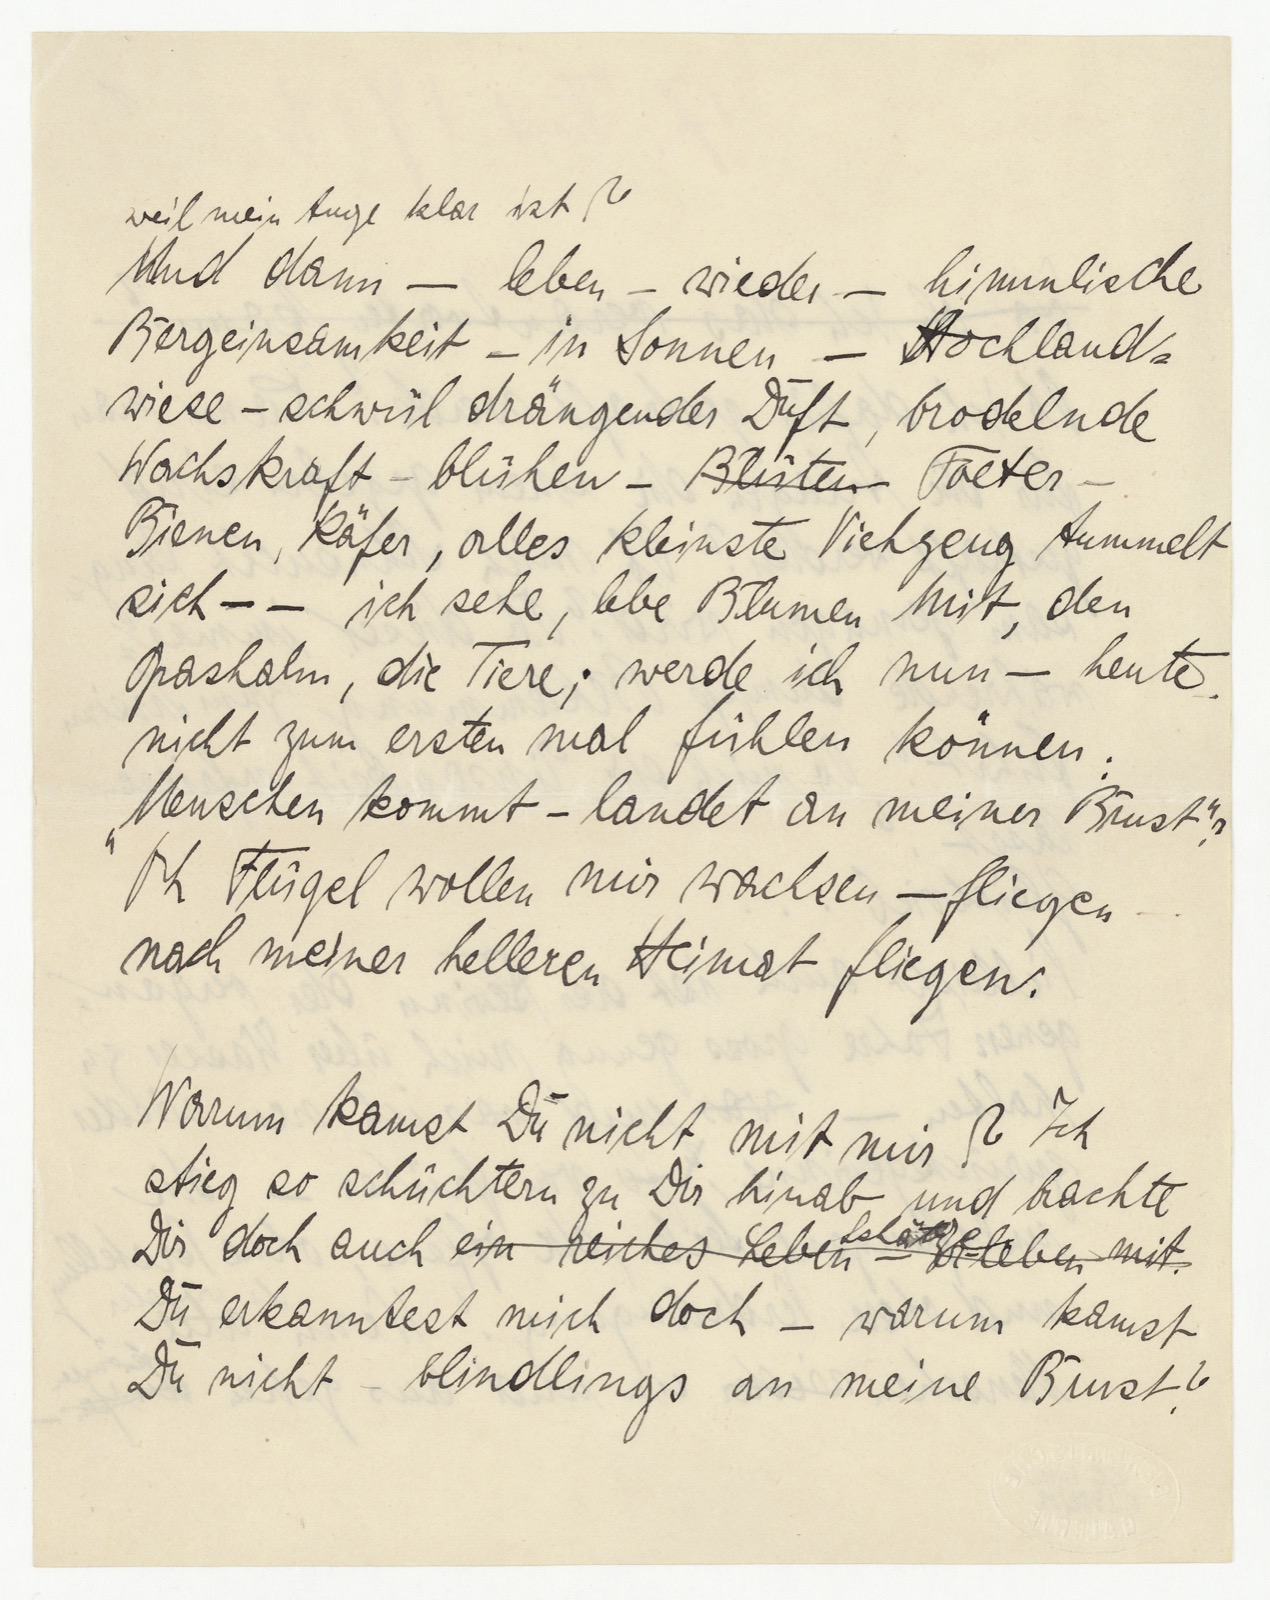 weil mein Auge klar ist?
Und dann — leben – wieder — himmlische
Bergeinsamkeit – in Sonnen — Hochland=
wiese – schwül drängender Duft, brodelnde
Wachskraft – blühen – Blüten –
Bienen, Käfer, alles kleinste Viehzeug tummelt
sich – – ich sehe, lebe Blumen mit, den
Grashalm, die Tiere; werde ich nun — heute
nicht zum ersten mal fühlen können.
„Menschen kommt – landet an meiner Brust"?
Oh Flügel wollen mir wachsen — fliegen
nach meiner helleren Heimat fliegen.
Warum kamst Du nicht mit mir? Ich
stieg so schüchtern zu Dir hinab und brachte
Dir doch auch ein reiches Leben – Schätze mit.
Du erkanntest mich doch – warum kamst
Du nicht – blindlings an meine Brust?